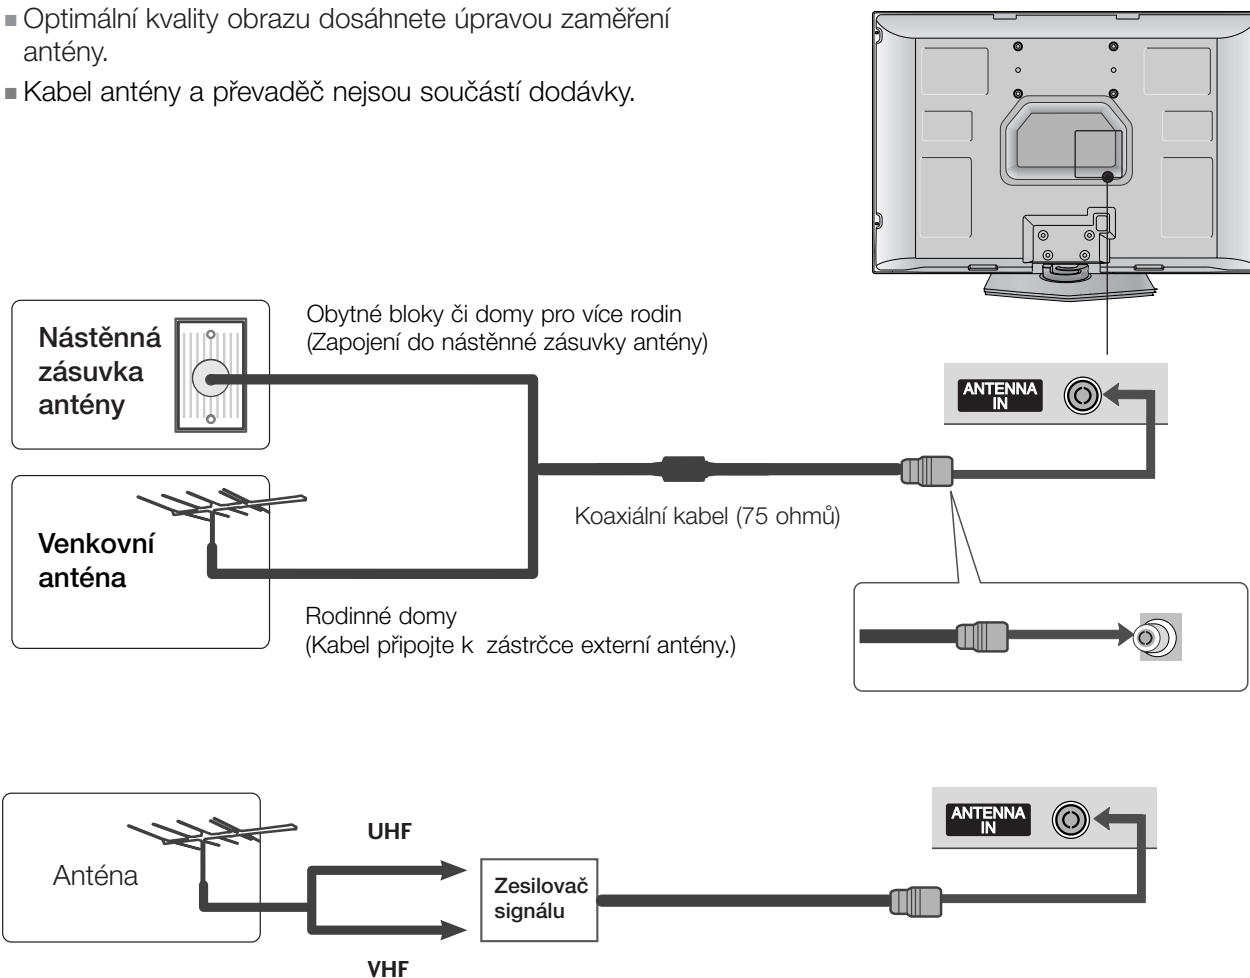 Optimální kvality obrazu dosáhnete úpravou zaměření
antény.
Kabel antény a převaděč nejsou součástí dodávky.
Nástěnná
zásuvka
antény
Obytné bloky či domy pro více rodin
(Zapojení do nástěnné zásuvky antény)
ANTENNA
IN
Koaxiální kabel (75 ohmů)
Venkovní
anténa
Rodinné domy
(Kabel připojte k zástrčce externí antény.)
Anténa
UHF
VHF
Zesilovač
signálu
ANTENNA
IN